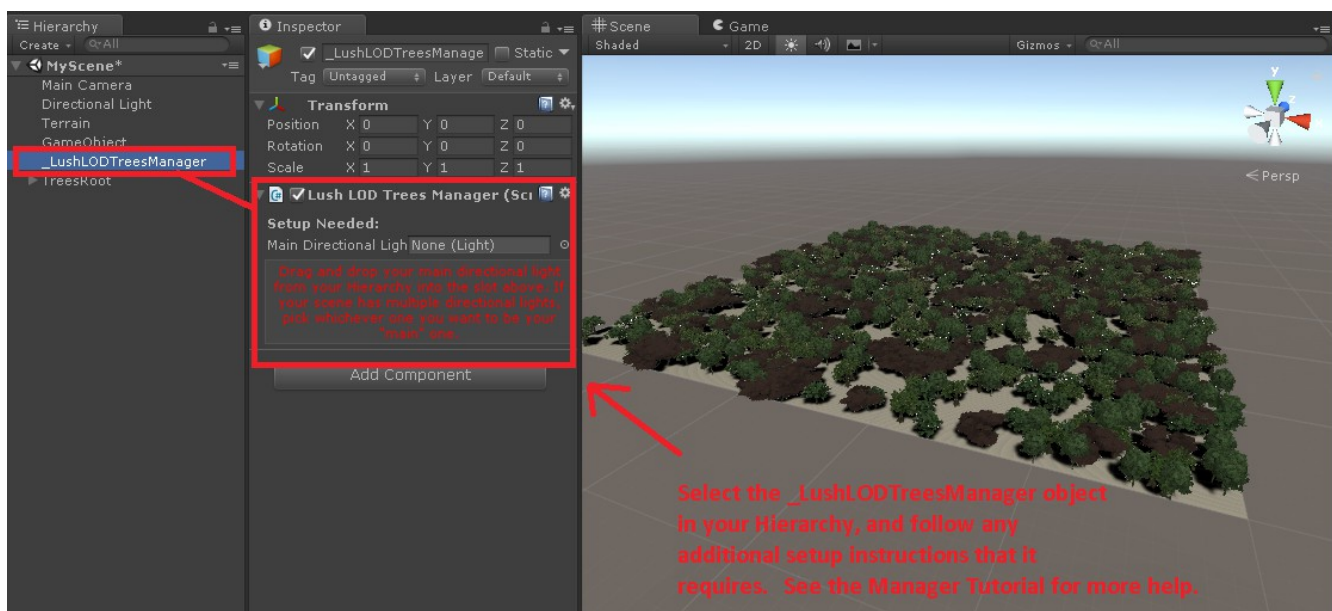 Hierarchy
Create
All
MyScene*
Main Camera
Directional Light
Terrain
GameObject
_LushLODTreesManager
TreesRoot
Inspector
_LushLODTreesManage
Static
Tag Untagged Layer Default
Transform
Position X 0 Y 0 Z 0
Rotation X 0 Y 0 Z 0
Scale X 1 Y 1 Z 1
Lush LOD Trees Manager (Scr
Setup Needed:
Main Directional Ligh None (Light)
Drag and drop your main directional light
from your Hierarchy into the slot above. If
your scene has multiple directional lights,
pick whichever one you want to be your
"main" one.
Add Component
Scene
Game
Shaded
2D
Gizmos
All
y
z
Persp
Select the _LushLODTreesManager object
in your Hierarchy, and follow any
additional setup instructions that it
requires. See the Manager Tutorial for more help.